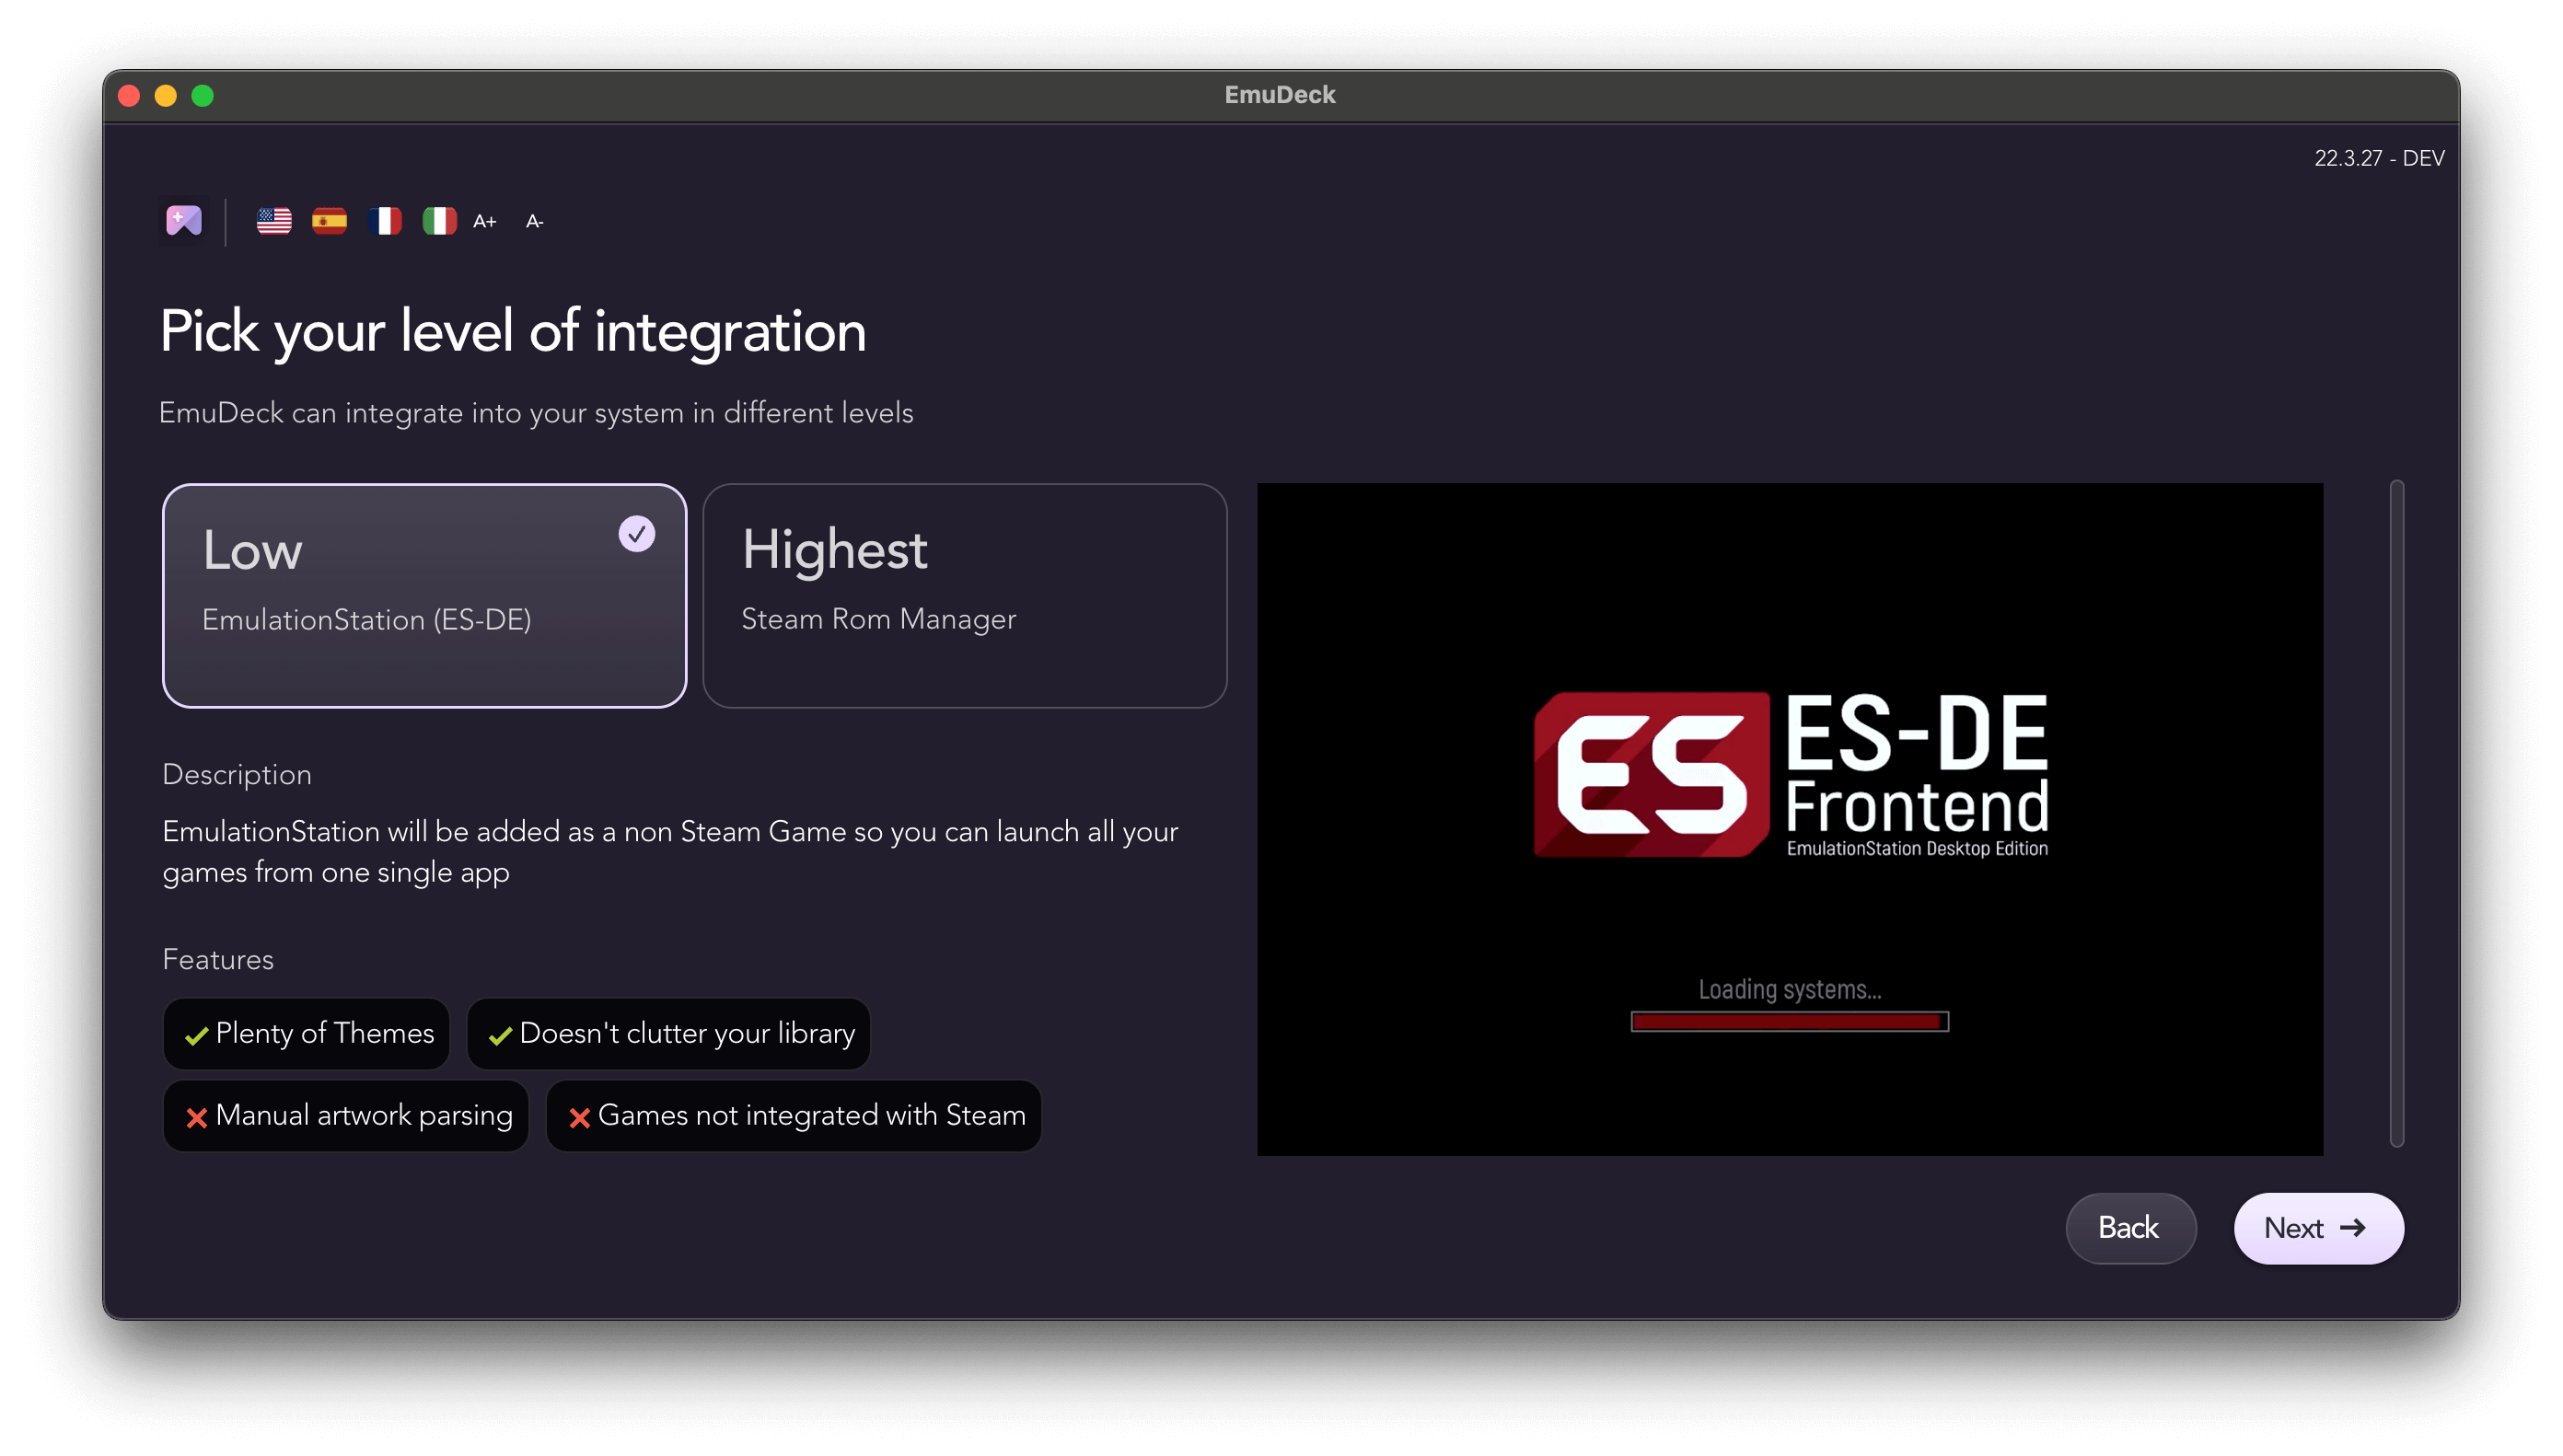 EmuDeck
22.3.27 - DEV
A+ A-
Pick your level of integration
EmuDeck can integrate into your system in different levels
Low
EmulationStation (ES-DE)
Highest
Steam Rom Manager
Description
EmulationStation will be added as a non Steam Game so you can launch all your
games from one single app
Features
Plenty of Themes
Doesn't clutter your library
Manual artwork parsing
Games not integrated with Steam
ES
ES-DE
Frontend
EmulationStation Desktop Edition
Loading systems...
Back
Next →